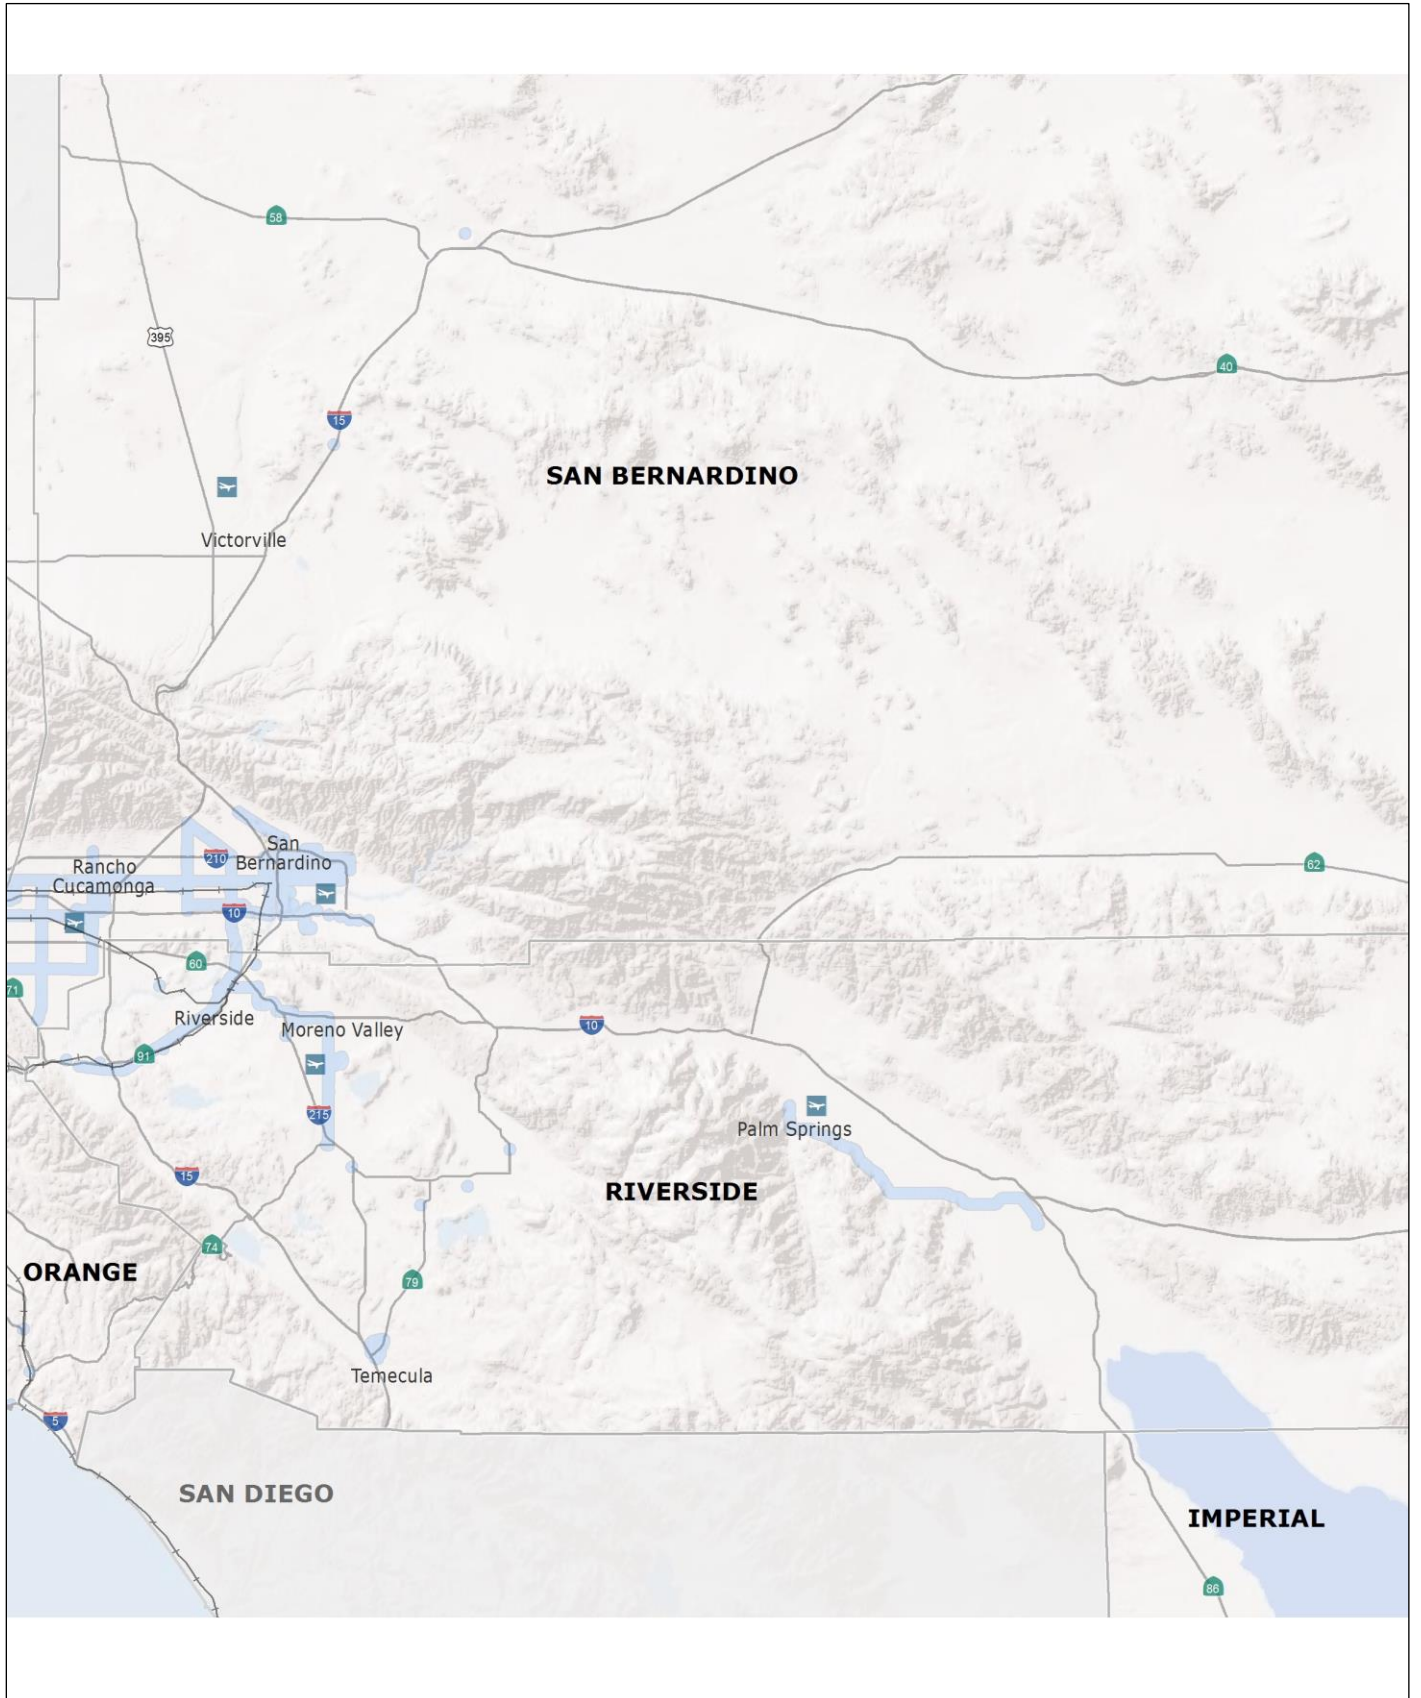 58
395
40
15
SAN BERNARDINO
Victorville
San
Bernardino
210
Rancho
Cucamonga
62
10
60
71
Riverside
Moreno Valley
10
91
215
Palm Springs
15
RIVERSIDE
74
ORANGE
79
Temecula
5
SAN DIEGO
IMPERIAL
86